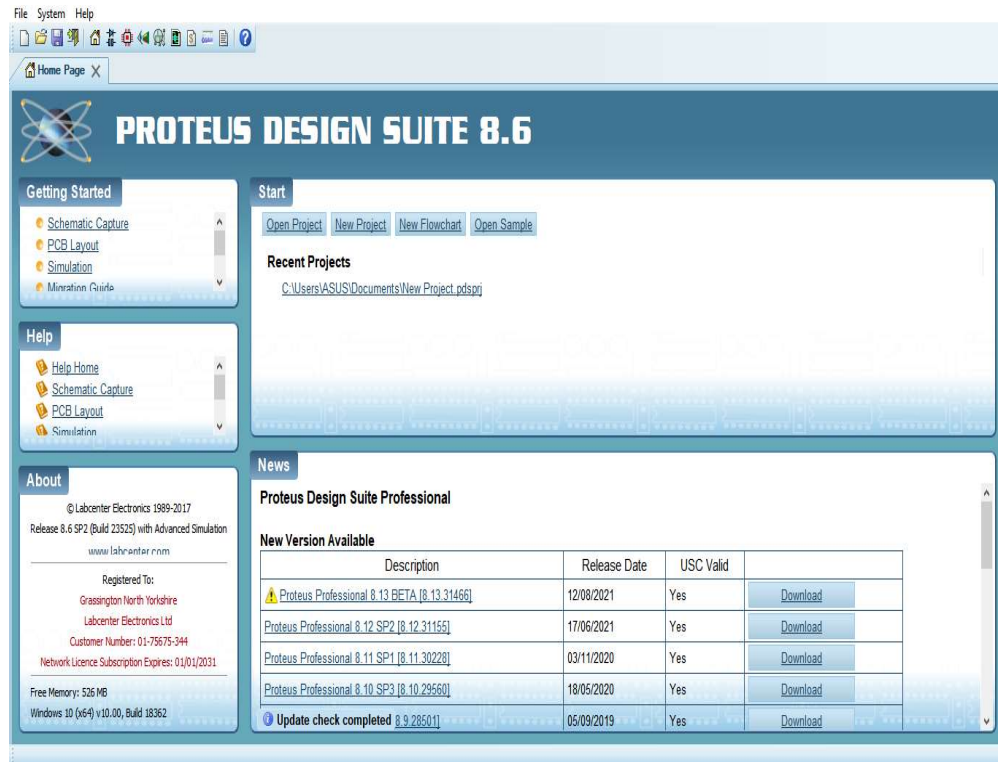 File System Help
Home Page
PROTEUS DESIGN SUITE 8.6
Getting Started
Schematic Capture
PCB Layout
Simulation
Migration Guide
Help
Help Home
Schematic Capture
PCB Layout
Simulation
About
© Labcenter Electronics 1989-2017
Release 8.6 SP2 (Build 23525) with Advanced Simulation
www.labcenter.com
Registered To:
Grassington North Yorkshire
Labcenter Electronics Ltd
Customer Number: 01-75675-344
Network Licence Subscription Expires: 01/01/2031
Free Memory: 526 MB
Windows 10 (x64) v10.00, Build 18362
Start
Open Project New Project New Flowchart Open Sample
Recent Projects
C:\Users\ASUS\Documents\New Project.pdsprj
News
Proteus Design Suite Professional
New Version Available
Description Release Date USC Valid
Proteus Professional 8.13 BETA [8.13.31466] 12/08/2021 Yes Download
Proteus Professional 8.12 SP2 [8.12.31155] 17/06/2021 Yes Download
Proteus Professional 8.11 SP1 [8.11.30228] 03/11/2020 Yes Download
Proteus Professional 8.10 SP3 [8.10.29560] 18/05/2020 Yes Download
Update check completed 8.9.28501] 05/09/2019 Yes Download